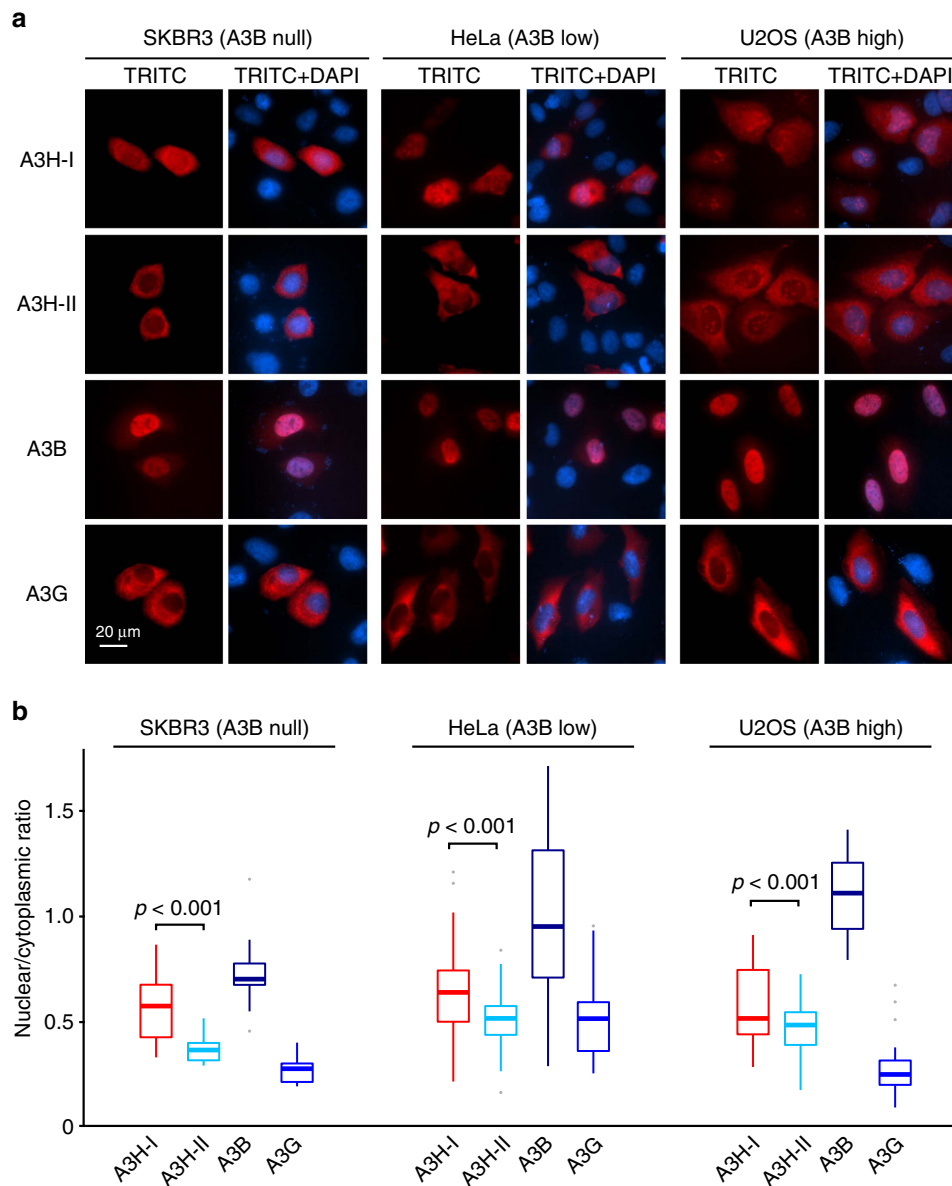 a
SKBR3 (A3B null) HeLa (A3B low) U2OS (A3B high)
TRITC TRITC+DAPI TRITC TRITC+DAPI TRITC TRITC+DAPI
A3H-I
A3H-II
A3B
A3G
20 μm
b
SKBR3 (A3B null) HeLa (A3B low) U2OS (A3B high)
Nuclear/cytoplasmic ratio
1.5
1.0
0.5
0
p < 0.001
p < 0.001
p < 0.001
A3H-I A3H-II A3B A3G A3H-I A3H-II A3B A3G A3H-I A3H-II A3B A3G